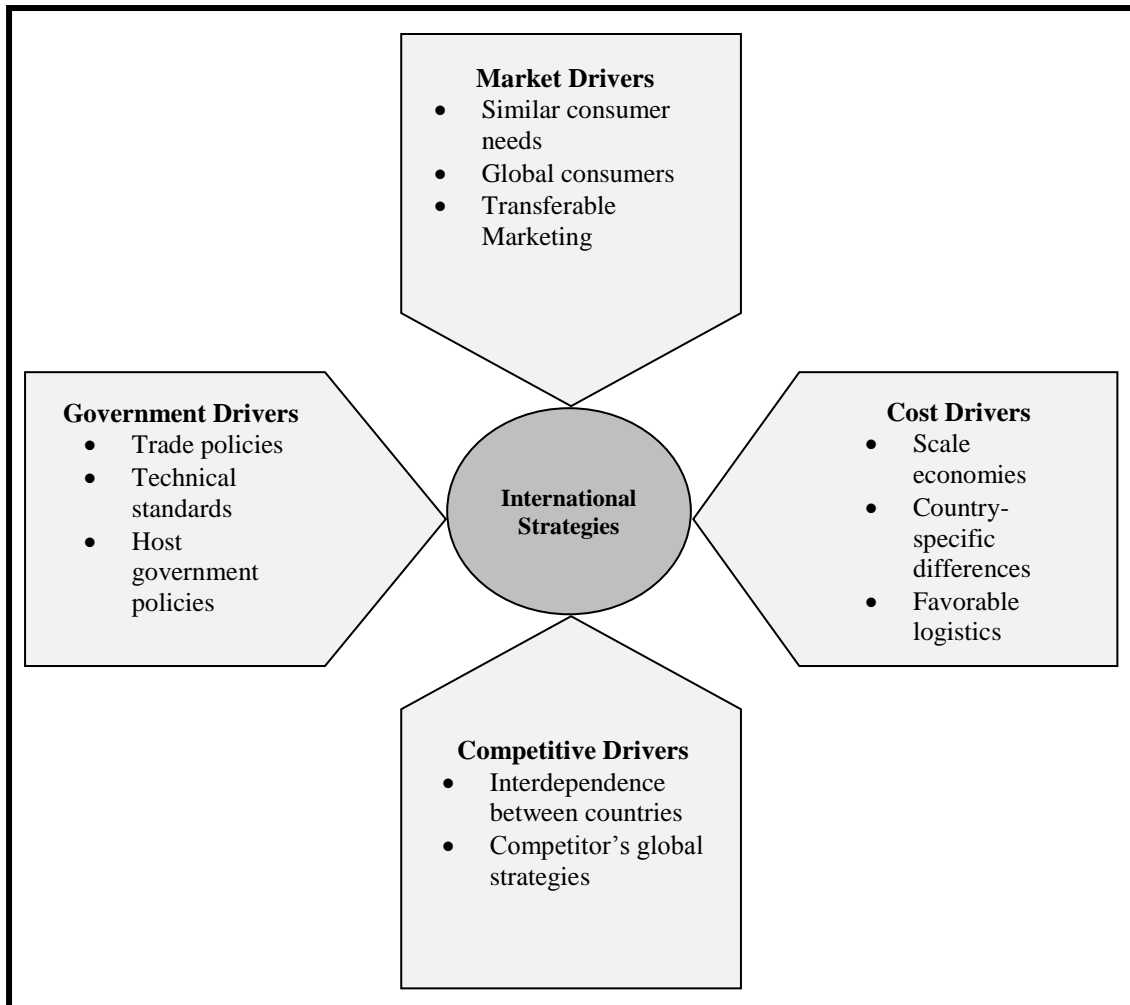 Market Drivers
• Similar consumer
needs
• Global consumers
• Transferable
Marketing
Government Drivers
• Trade policies
• Technical
standards
• Host
government
policies
International
Strategies
Cost Drivers
• Scale
economies
• Country-
specific
differences
• Favorable
logistics
Competitive Drivers
• Interdependence
between countries
• Competitor’s global
strategies